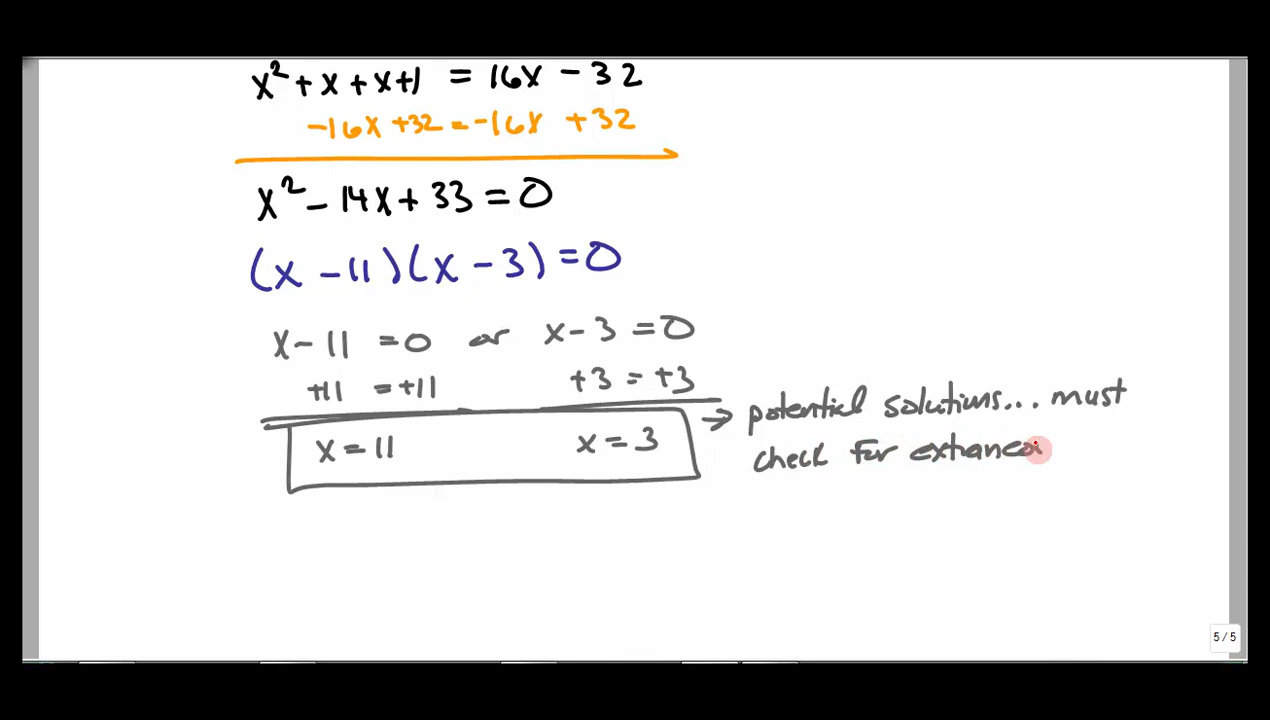 x² + x + x + 1 = 16x - 32
-16x + 32 = -16x + 32
x² - 14x + 33 = 0
(x - 11)(x - 3) = 0
x - 11 = 0 or x - 3 = 0
+11 = +11 +3 = +3
x = 11 x = 3
→ potential solutions... must
check for extraneo
5 / 5